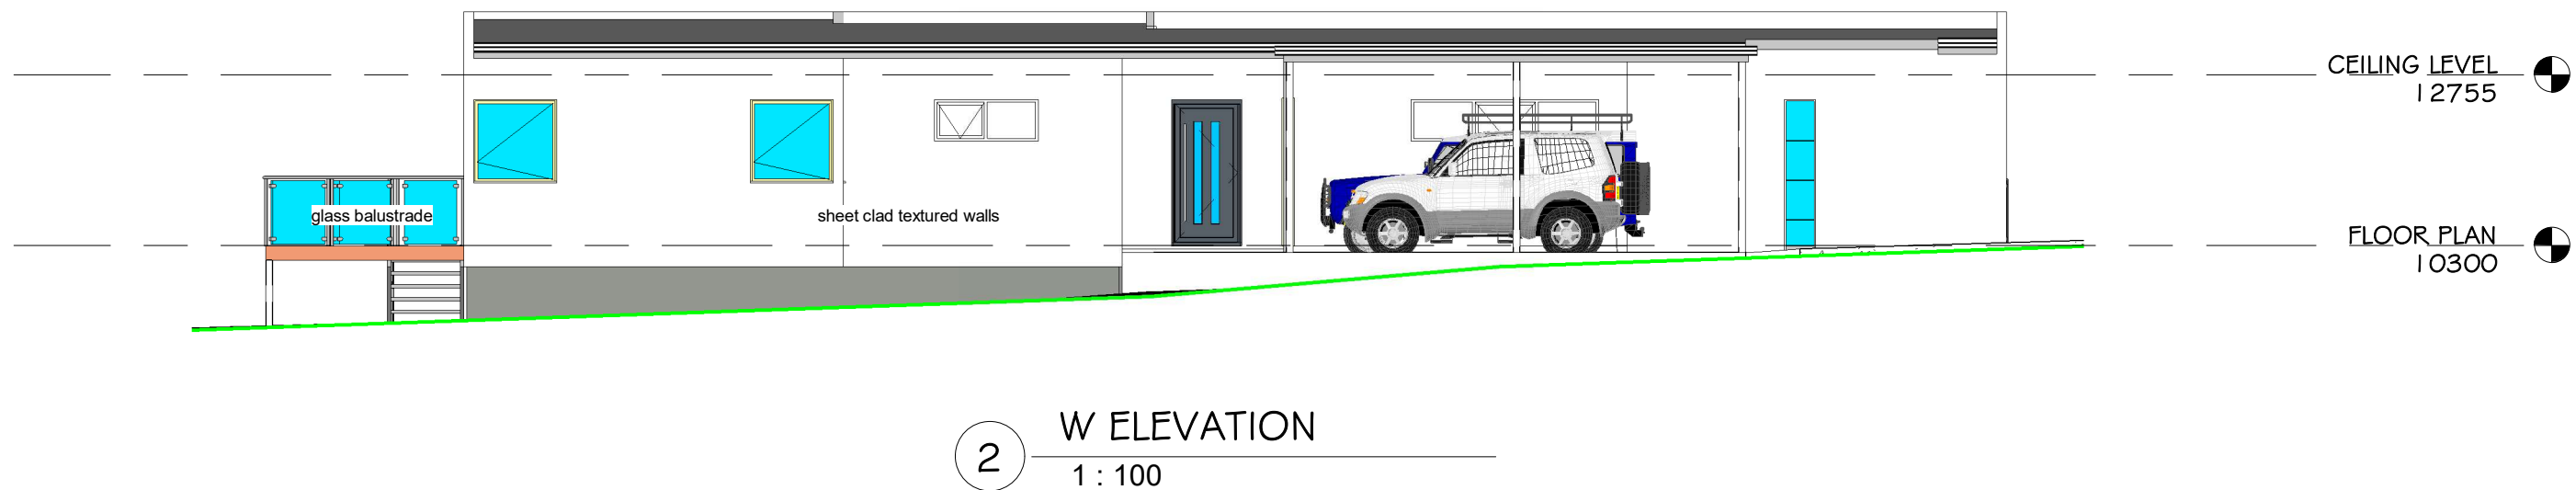 CEILING LEVEL
12755
glass balustrade
sheet clad textured walls
FLOOR PLAN
10300
2
W ELEVATION
1 : 100